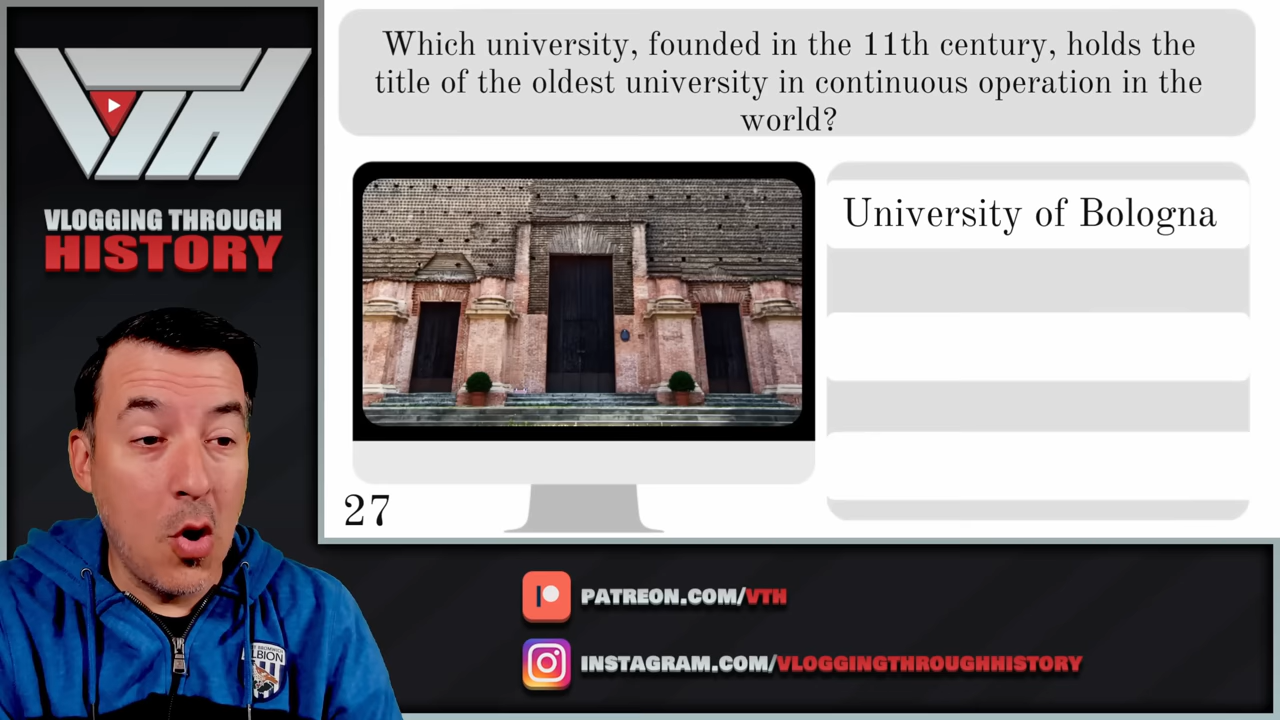 Which university, founded in the 11th century, holds the
title of the oldest university in continuous operation in the
world?
VTH
VLOGGING THROUGH
HISTORY
University of Bologna
27
ALBION
PATREON.COM/VTH
INSTAGRAM.COM/VLOGGINGTHROUGHHISTORY